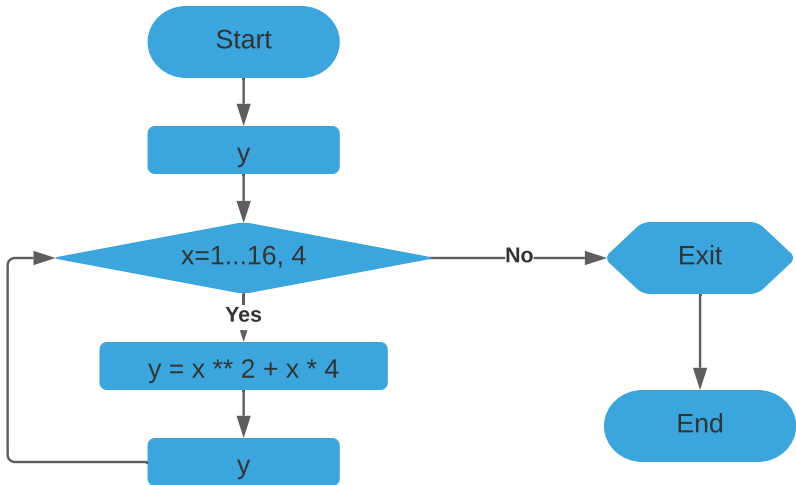 Start
y
x=1...16, 4
No
Exit
Yes
y = x ** 2 + x * 4
End
y